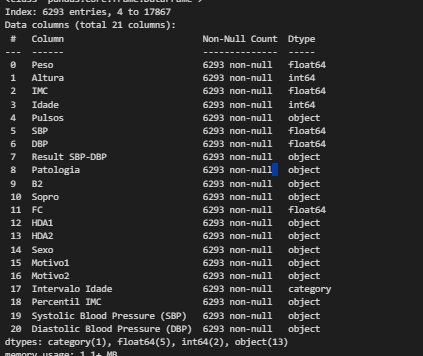 <class 'pandas.core.frame.DataFrame'>
Index: 6293 entries, 4 to 17867
Data columns (total 21 columns):
 #   Column                          Non-Null Count  Dtype
---  ------                          --------------  -----
 0   Peso                            6293 non-null   float64
 1   Altura                          6293 non-null   int64
 2   IMC                             6293 non-null   float64
 3   Idade                           6293 non-null   int64
 4   Pulsos                          6293 non-null   object
 5   SBP                             6293 non-null   float64
 6   DBP                             6293 non-null   float64
 7   Result SBP-DBP                  6293 non-null   object
 8   Patologia                       6293 non-null   object
 9   B2                              6293 non-null   object
 10  Sopro                           6293 non-null   object
 11  FC                              6293 non-null   float64
 12  HDA1                            6293 non-null   object
 13  HDA2                            6293 non-null   object
 14  Sexo                            6293 non-null   object
 15  Motivo1                         6293 non-null   object
 16  Motivo2                         6293 non-null   object
 17  Intervalo Idade                 6293 non-null   category
 18  Percentil IMC                   6293 non-null   object
 19  Systolic Blood Pressure (SBP)   6293 non-null   object
 20  Diastolic Blood Pressure (DBP)  6293 non-null   object
dtypes: category(1), float64(5), int64(2), object(13)
memory usage: 1.1+ MB